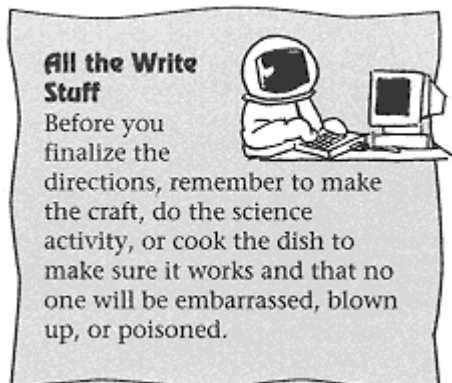 All the Write
Stuff
Before you
finalize the
directions, remember to make
the craft, do the science
activity, or cook the dish to
make sure it works and that no
one will be embarrassed, blown
up, or poisoned.